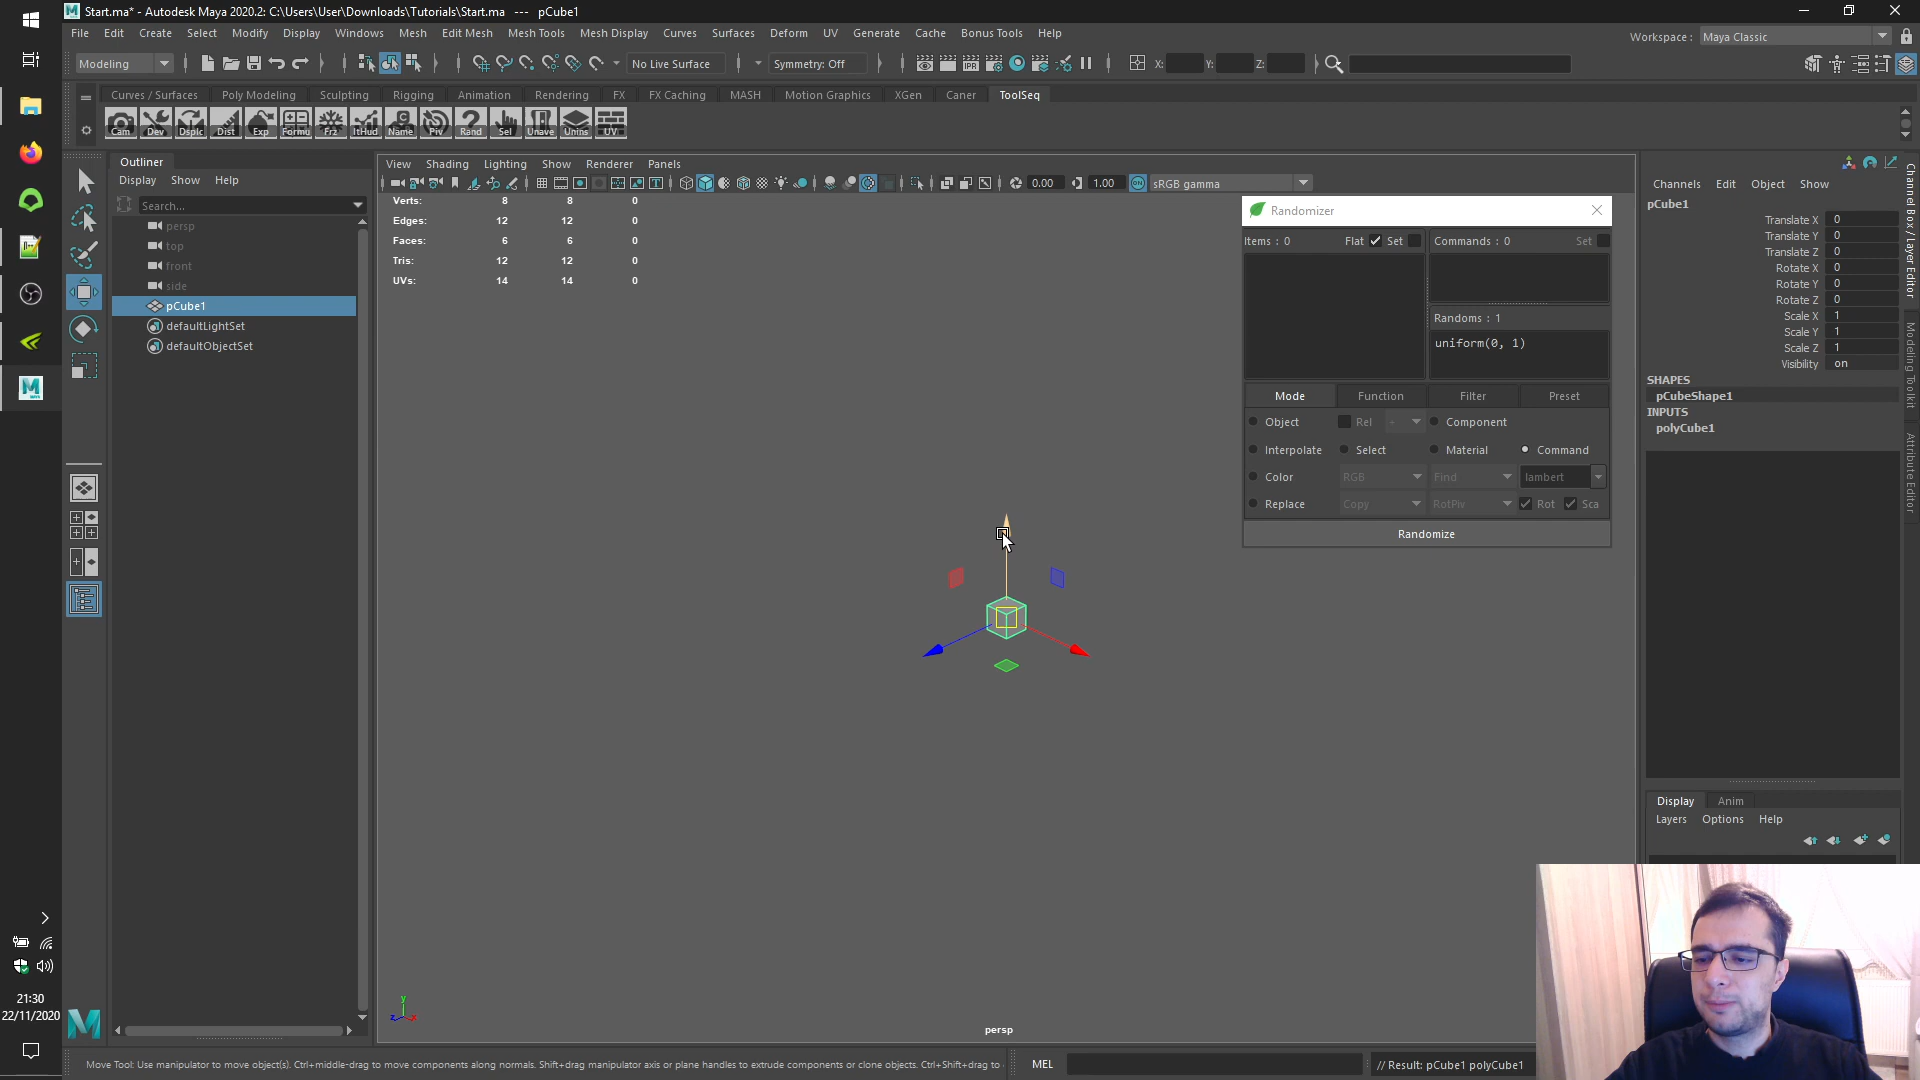 Start.ma* - Autodesk Maya 2020.2: C:\Users\User\Downloads\Tutorials\Start.ma --- pCube1
File Edit Create Select Modify Display Windows Mesh Edit Mesh Mesh Tools Mesh Display Curves Surfaces Deform UV Generate Cache Bonus Tools Help
Workspace : Maya Classic
Modeling No Live Surface Symmetry: Off IPR X: Y: Z:
Curves / Surfaces Poly Modeling Sculpting Rigging Animation Rendering FX FX Caching MASH Motion Graphics XGen Caner ToolSeq
Cam Dev Dsplc Dist Exp Formu Frz ItHud Name Piv Rand Sel Unave Unins UV
Outliner
Display Show Help
Search...
persp
top
front
side
pCube1
defaultLightSet
defaultObjectSet
View Shading Lighting Show Renderer Panels
0.00 1.00 sRGB gamma
Verts: 8 8 0
Edges: 12 12 0
Faces: 6 6 0
Tris: 12 12 0
UVs: 14 14 0
Randomizer
Items : 0 Flat Set Commands : 0 Set
Randoms : 1
uniform(0, 1)
Mode Function Filter Preset
Object Rel - Component
Interpolate Select Material Command
Color RGB Find lambert
Replace Copy RotPiv Rot Sca
Randomize
Channels Edit Object Show
pCube1
Translate X 0
Translate Y 0
Translate Z 0
Rotate X 0
Rotate Y 0
Rotate Z 0
Scale X 1
Scale Y 1
Scale Z 1
Visibility on
SHAPES
pCubeShape1
INPUTS
polyCube1
Channel Box / Layer Editor
Modeling Toolkit
Attribute Editor
Display Anim
Layers Options Help
y
z x
persp
21:30
22/11/2020
Move Tool: Use manipulator to move object(s). Ctrl+middle-drag to move components along normals. Shift+drag manipulator axis or plane handles to extrude components or clone objects. Ctrl+Shift+drag to
MEL
// Result: pCube1 polyCube1